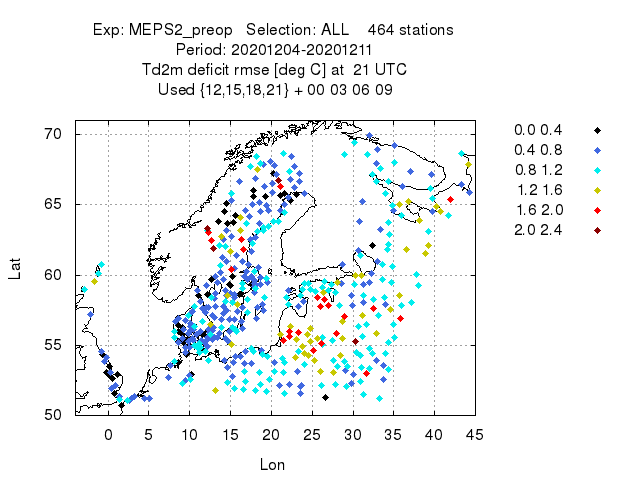 Exp: MEPS2_preop   Selection: ALL    464 stations
Period: 20201204-20201211
Td2m deficit rmse [deg C] at  21 UTC
Used {12,15,18,21} + 00 03 06 09
0.0 0.4
0.4 0.8
0.8 1.2
1.2 1.6
1.6 2.0
2.0 2.4
70
65
60
55
50
Lat
0 5 10 15 20 25 30 35 40 45
Lon